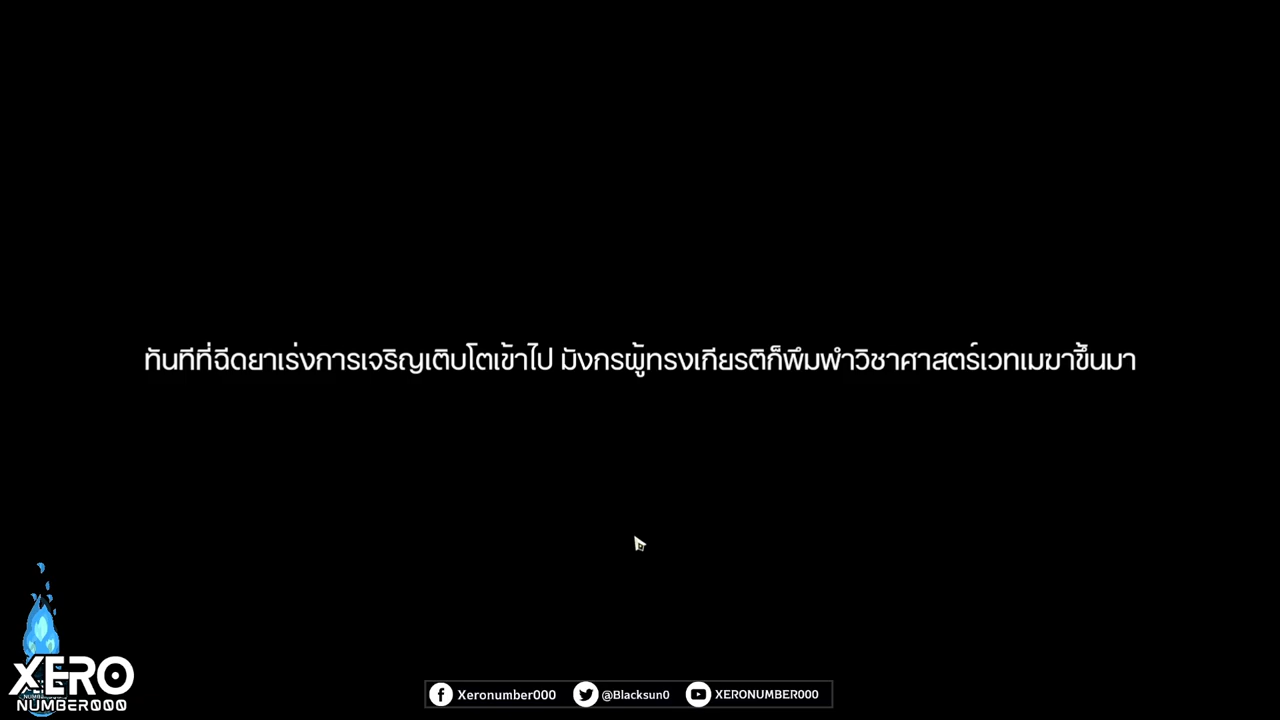 ทันทีที่ฉีดยาเร่งการเจริญเติบโตเข้าไป มังกรผู้ทรงเกียรติก็พึมพำวิชาศาสตร์เวทเมฆาขึ้นมา
XERO
NUMBER000
Xeronumber000 @Blacksun0 XERONUMBER000